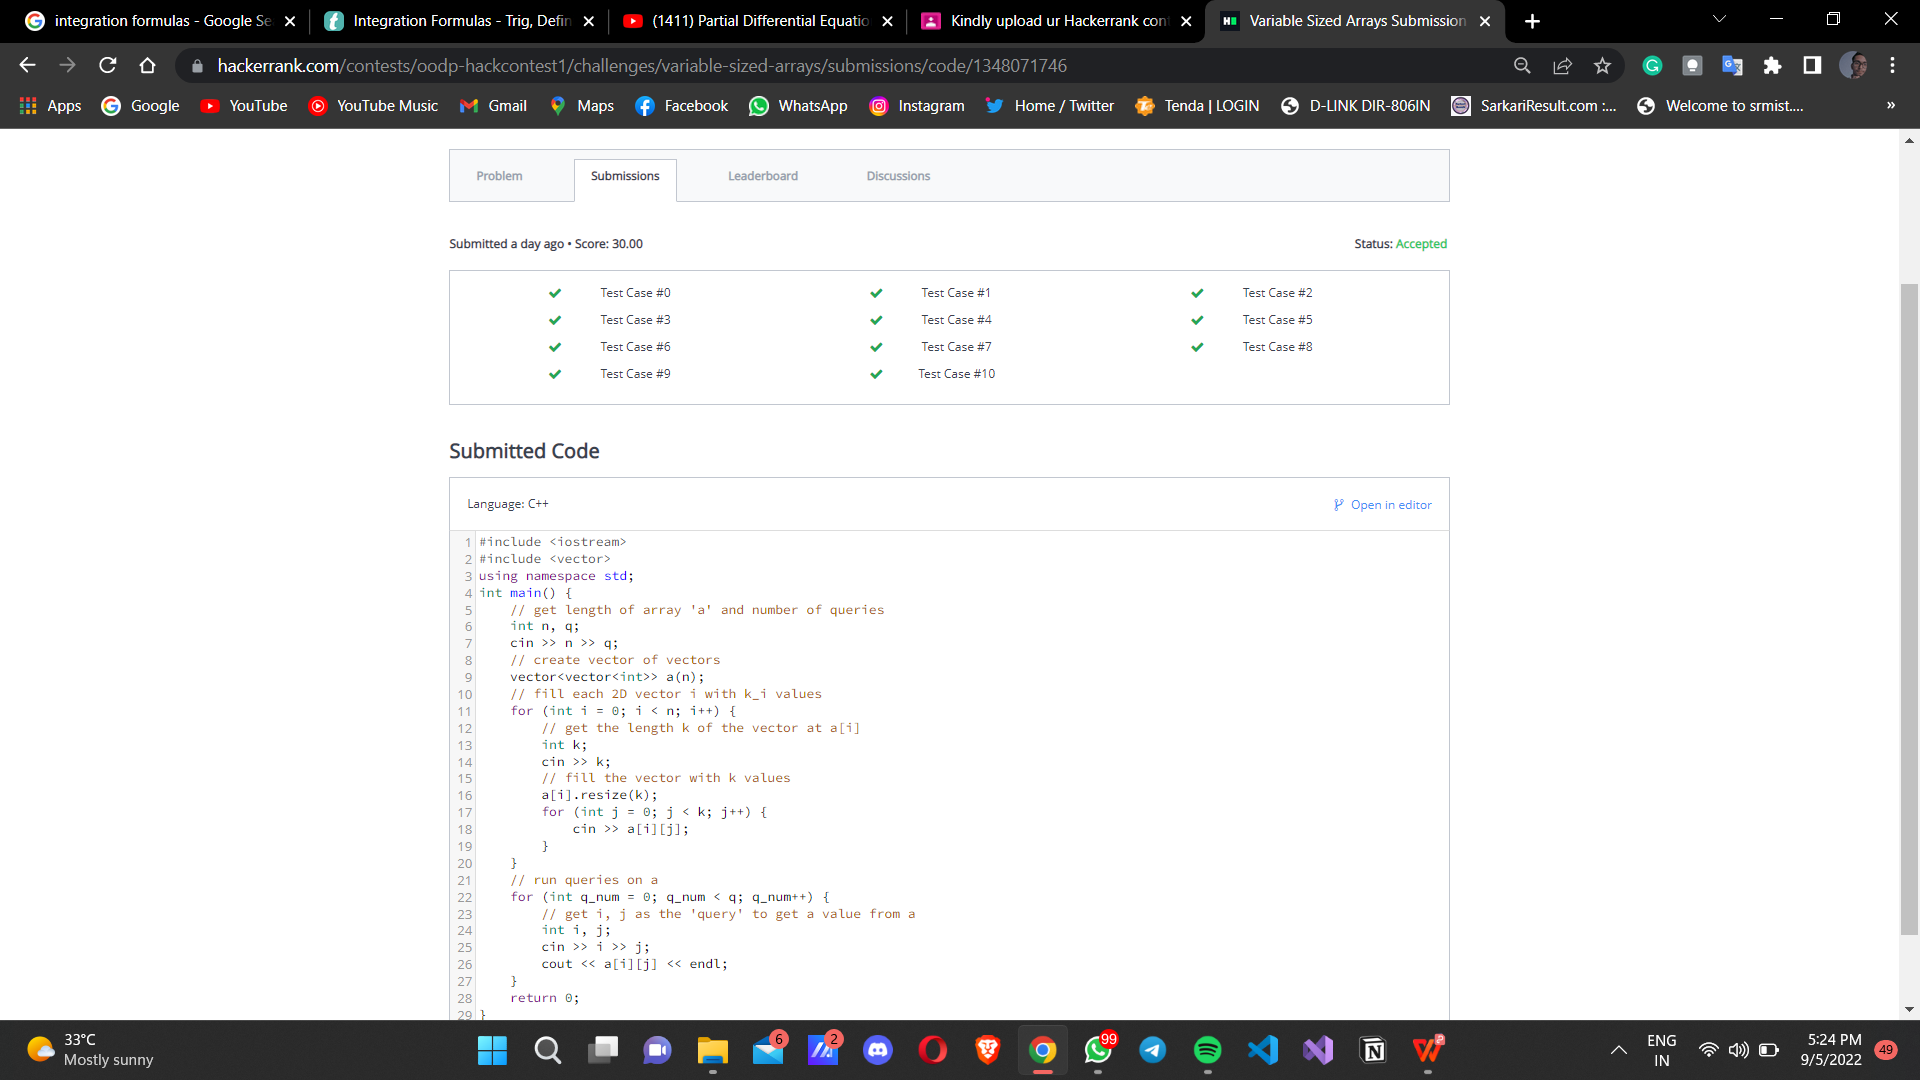 integration formulas - Google Se
Integration Formulas - Trig, Defin
(1411) Partial Differential Equatio
Kindly upload ur Hackerrank cont
Variable Sized Arrays Submission
hackerrank.com/contests/oodp-hackcontest1/challenges/variable-sized-arrays/submissions/code/1348071746
Apps Google YouTube YouTube Music Gmail Maps Facebook WhatsApp Instagram Home / Twitter Tenda | LOGIN D-LINK DIR-806IN SarkariResult.com :... Welcome to srmist.... »
Problem Submissions Leaderboard Discussions
Submitted a day ago • Score: 30.00 Status: Accepted
Test Case #0 Test Case #1 Test Case #2
Test Case #3 Test Case #4 Test Case #5
Test Case #6 Test Case #7 Test Case #8
Test Case #9 Test Case #10
Submitted Code
Language: C++ Open in editor
1 #include <iostream>
2 #include <vector>
3 using namespace std;
4 int main() {
5     // get length of array 'a' and number of queries
6     int n, q;
7     cin >> n >> q;
8     // create vector of vectors
9     vector<vector<int>> a(n);
10     // fill each 2D vector i with k_i values
11     for (int i = 0; i < n; i++) {
12         // get the length k of the vector at a[i]
13         int k;
14         cin >> k;
15         // fill the vector with k values
16         a[i].resize(k);
17         for (int j = 0; j < k; j++) {
18             cin >> a[i][j];
19         }
20     }
21     // run queries on a
22     for (int q_num = 0; q_num < q; q_num++) {
23         // get i, j as the 'query' to get a value from a
24         int i, j;
25         cin >> i >> j;
26         cout << a[i][j] << endl;
27     }
28     return 0;
29 }
33°C
Mostly sunny
6
2
99
ENG
IN
5:24 PM
9/5/2022
49